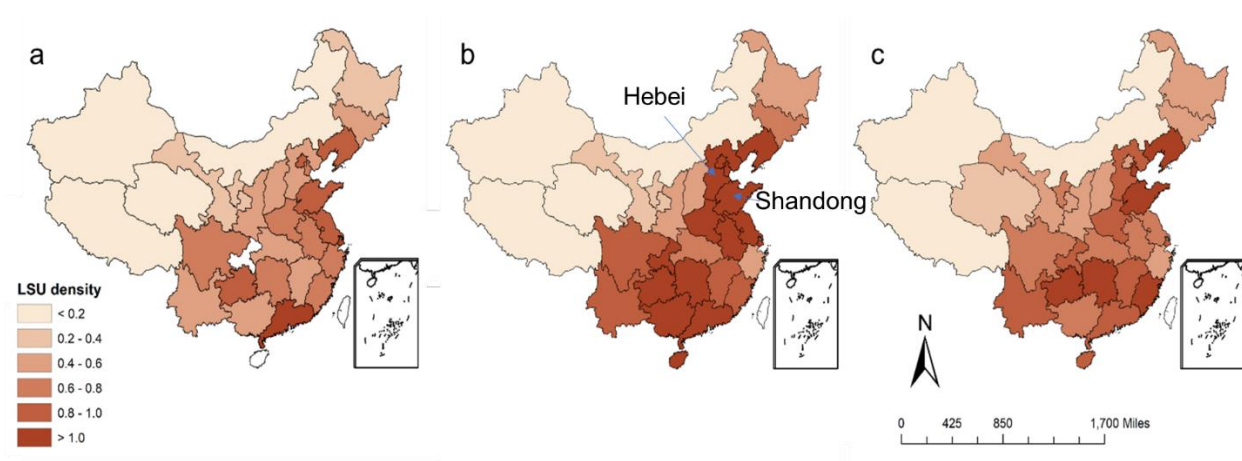 a
b
c
Hebei
Shandong
LSU density
< 0.2
0.2 - 0.4
0.4 - 0.6
0.6 - 0.8
0.8 - 1.0
> 1.0
N
0 425 850 1,700 Miles